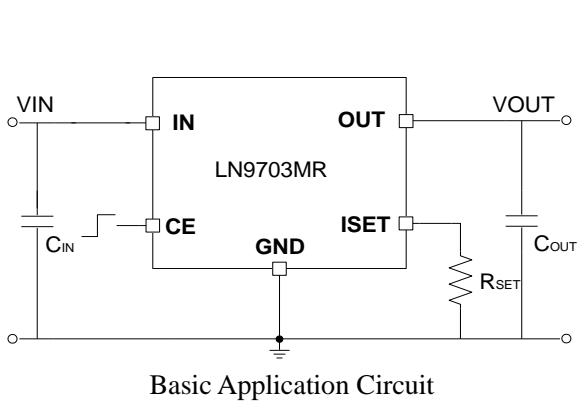 VIN
VOUT
IN
OUT
LN9703MR
CE
ISET
GND
CIN
COUT
RSET
Basic Application Circuit